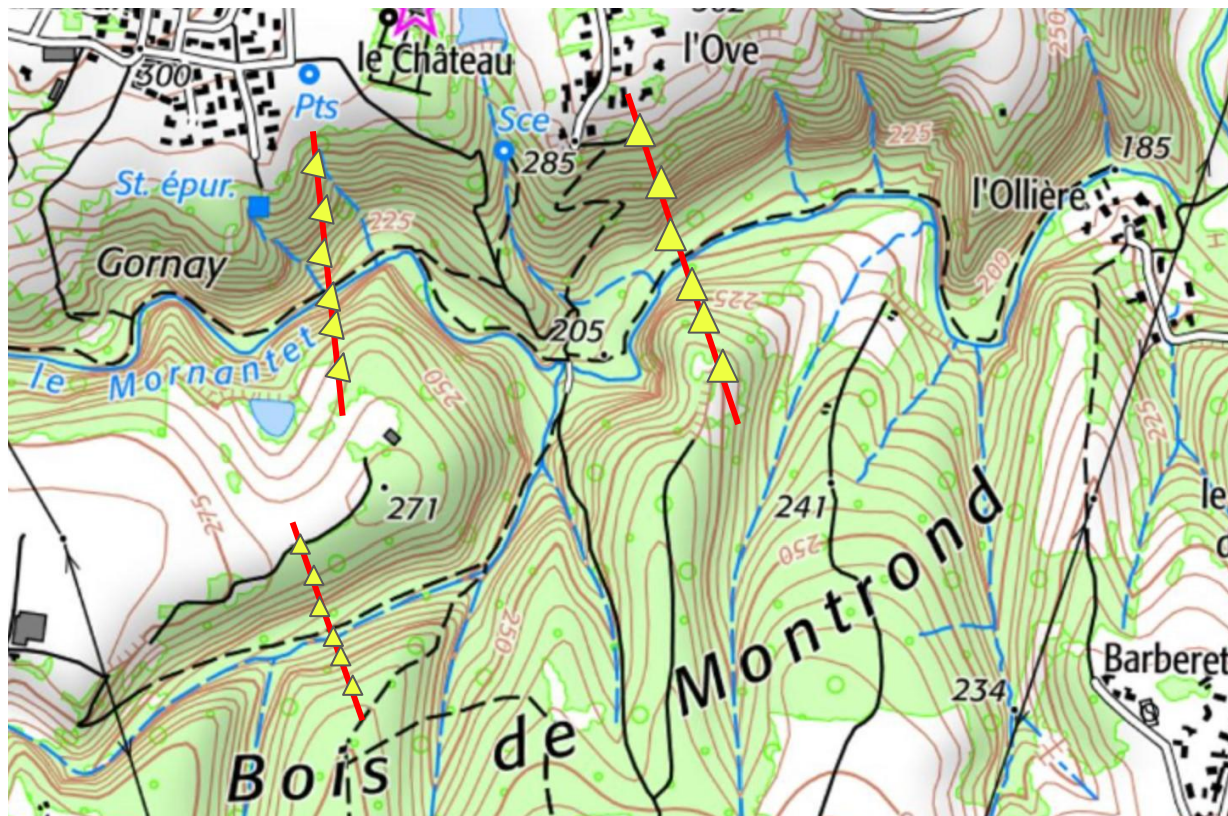 250
l'Ove
le Château
300
Pts
Sce
225
285
185
St. épur.
l'Ollière
225
Gornay
200
225
205
le Mornantet
250
225
271
241
275
250
le
250
de Montrond
Barberet
234
Bois